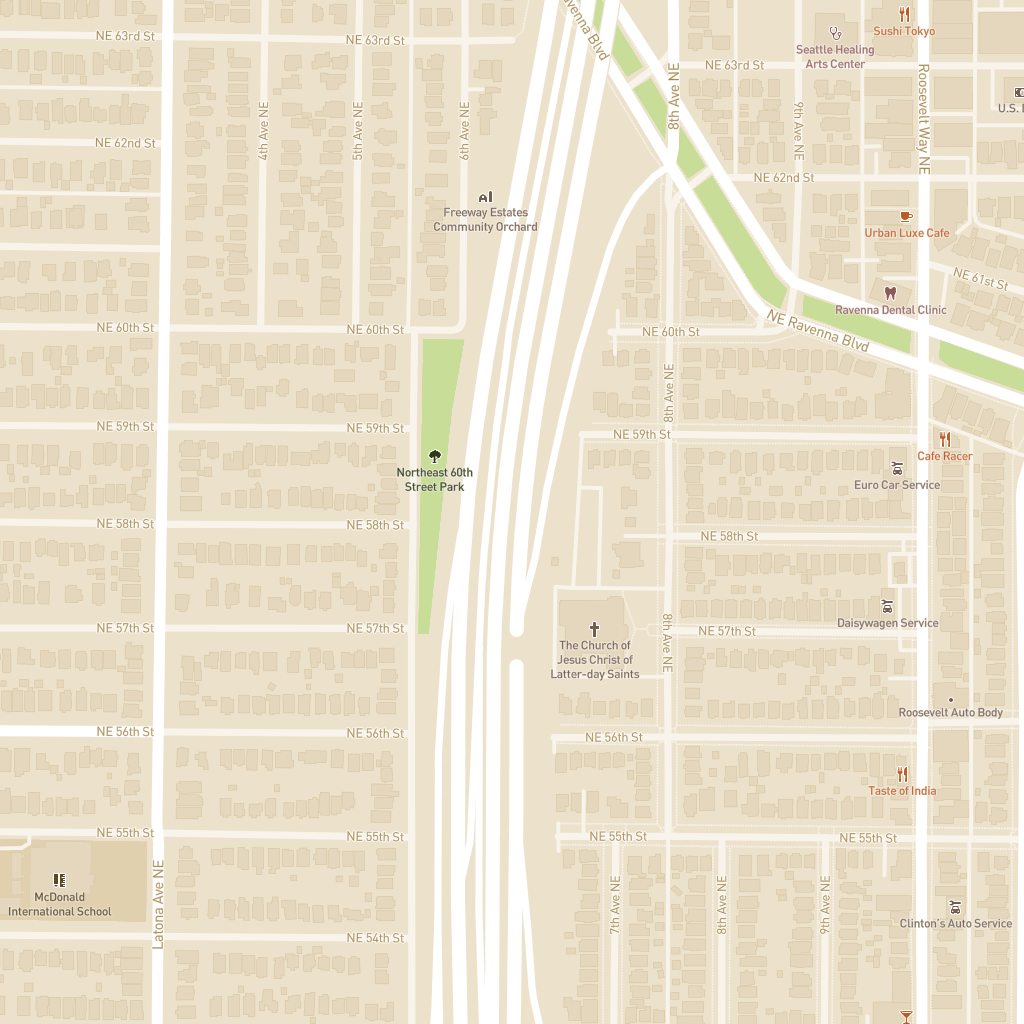 Ravenna Blvd
Sushi Tokyo
NE 63rd St
NE 63rd St
Seattle Healing
Arts Center
NE 63rd St
8th Ave NE
Roosevelt Way NE
4th Ave NE
5th Ave NE
6th Ave NE
9th Ave NE
NE 62nd St
NE 62nd St
Freeway Estates
Community Orchard
Urban Luxe Cafe
NE 61st St
Ravenna Dental Clinic
NE 60th St
NE 60th St
NE 60th St
NE Ravenna Blvd
8th Ave NE
NE 59th St
NE 59th St
NE 59th St
Cafe Racer
Northeast 60th
Street Park
Euro Car Service
NE 58th St
NE 58th St
NE 58th St
NE 57th St
NE 57th St
NE 57th St
Daisywagen Service
8th Ave NE
The Church of
Jesus Christ of
Latter-day Saints
Roosevelt Auto Body
NE 56th St
NE 56th St
NE 56th St
Taste of India
NE 55th St
NE 55th St
NE 55th St
NE 55th St
McDonald
International School
Latona Ave NE
7th Ave NE
8th Ave NE
9th Ave NE
Clinton's Auto Service
NE 54th St